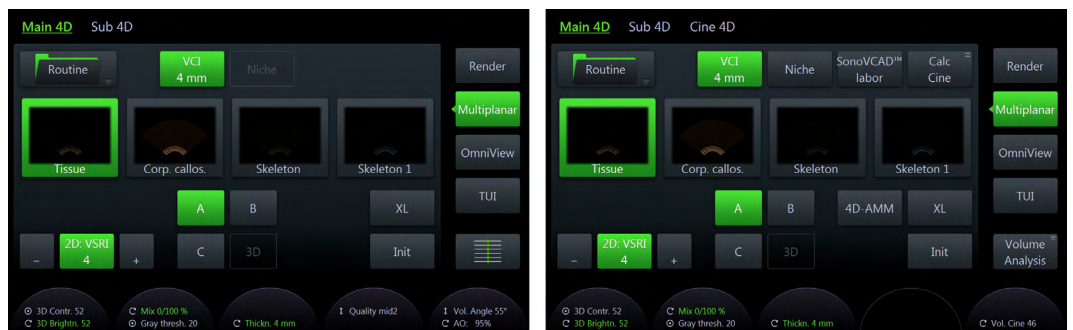 Main 4D Sub 4D
Routine
VCI
4 mm
Niche
Render
Tissue
Corp. callos.
Skeleton
Skeleton 1
Multiplanar
OmniView
A
B
XL
TUI
–
2D: VSRI
4
+
C
3D
Init
3D Contr. 52
3D Brightn. 52
Mix 0/100 %
Gray thresh. 20
Thickn. 4 mm
Quality mid2
Vol. Angle 55°
AO: 95%
Main 4D Sub 4D Cine 4D
Routine
VCI
4 mm
Niche
SonoVCAD™
labor
Calc
Cine
Render
Tissue
Corp. callos.
Skeleton
Skeleton 1
Multiplanar
OmniView
A
B
4D-AMM
XL
TUI
–
2D: VSRI
4
+
C
3D
Init
Volume
Analysis
3D Contr. 52
3D Brightn. 52
Mix 0/100 %
Gray thresh. 20
Thickn. 4 mm
Vol. Cine 46